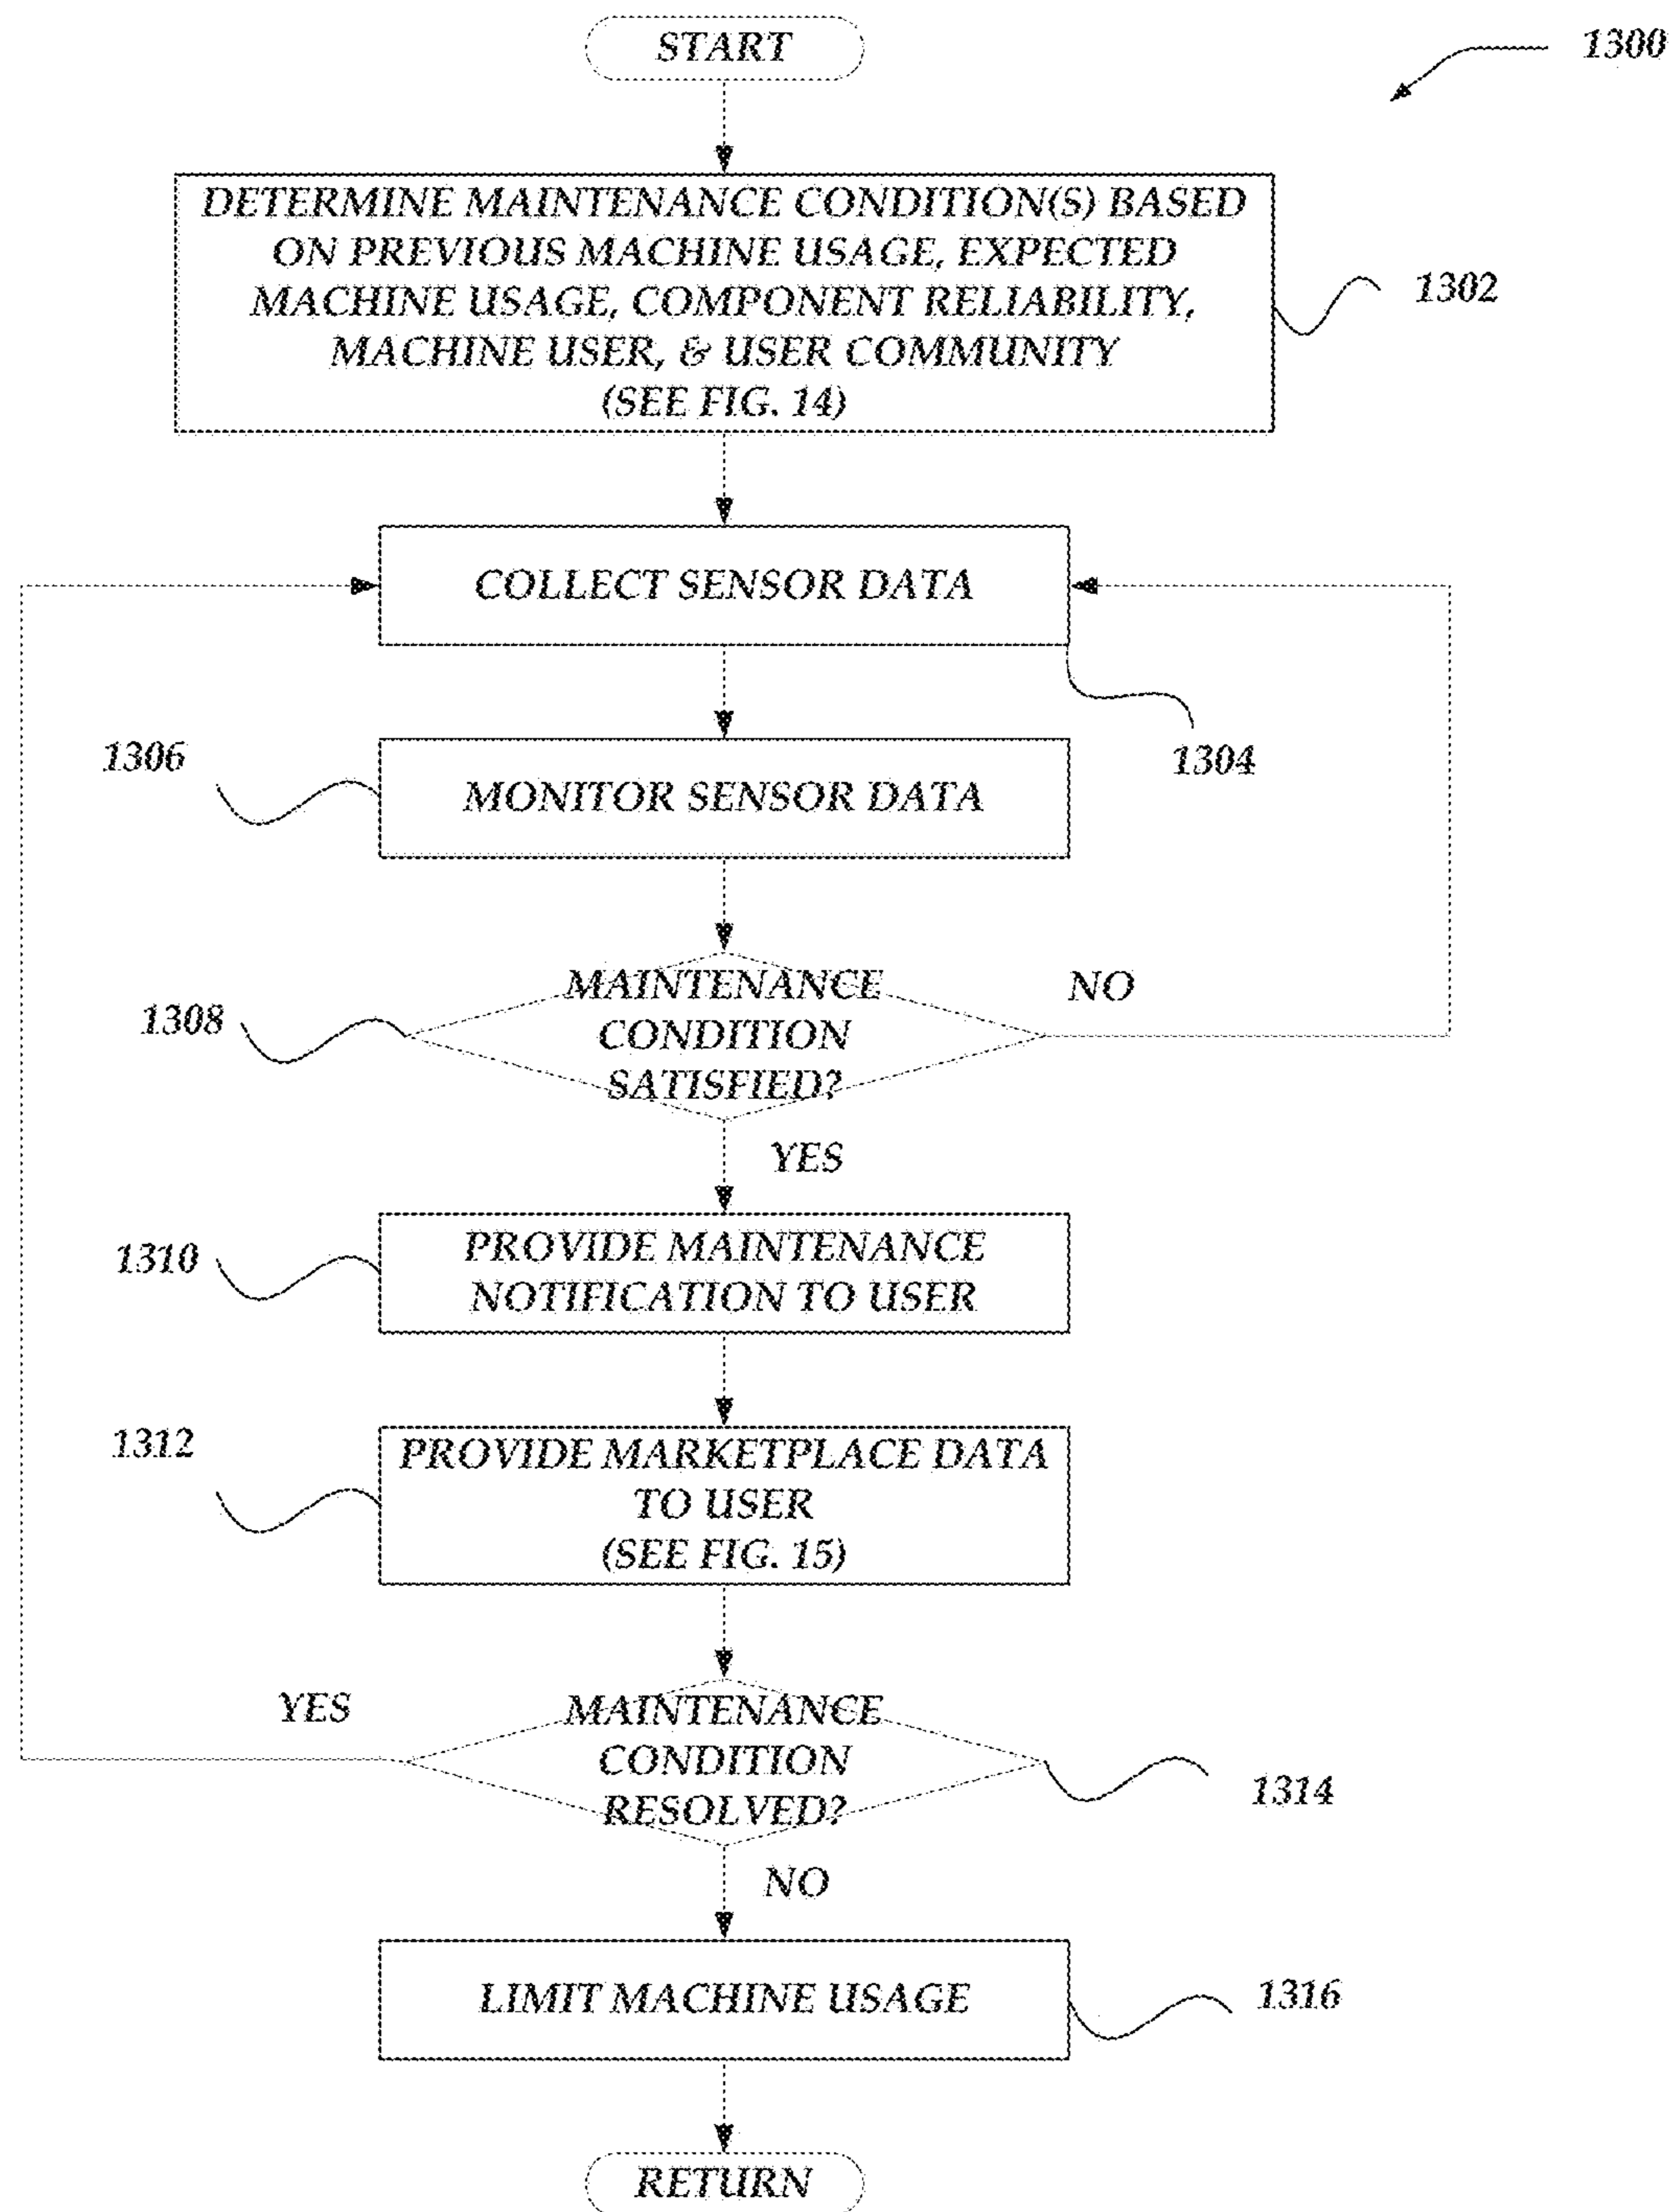 START
1300
DETERMINE MAINTENANCE CONDITION(S) BASED
ON PREVIOUS MACHINE USAGE, EXPECTED
MACHINE USAGE, COMPONENT RELIABILITY,
MACHINE USER, & USER COMMUNITY
(SEE FIG. 14)
1302
COLLECT SENSOR DATA
1304
1306
MONITOR SENSOR DATA
MAINTENANCE
CONDITION
SATISFIED?
NO
1308
YES
PROVIDE MAINTENANCE
NOTIFICATION TO USER
1310
1312
PROVIDE MARKETPLACE DATA
TO USER
(SEE FIG. 15)
YES
MAINTENANCE
CONDITION
RESOLVED?
1314
NO
LIMIT MACHINE USAGE
1316
RETURN